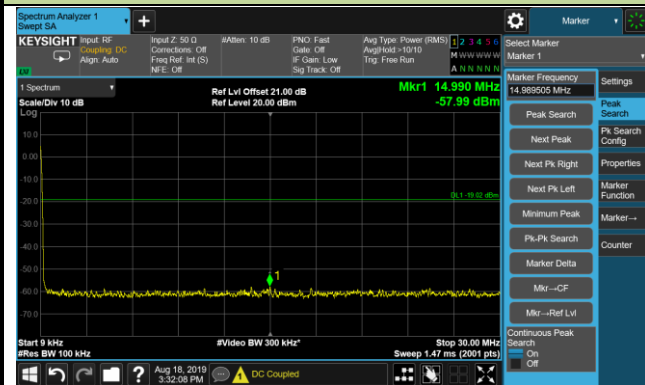 Spectrum Analyzer 1
Swept SA
Marker
KEYSIGHT
Input: RF
Coupling: DC
Align: Auto
Input Z: 50 Ω
Corrections: Off
Freq Ref: Int (S)
NFE: Off
#Atten: 10 dB
PNO: Fast
Gate: Off
IF Gain: Low
Sig Track: Off
Avg Type: Power (RMS)
Avg|Hold:>10/10
Trig: Free Run
1 2 3 4 5 6
M W W W W W
A N N N N N
Select Marker
Marker 1
1 Spectrum
Scale/Div 10 dB
Log
Ref Lvl Offset 21.00 dB
Ref Level 20.00 dBm
Mkr1 14.990 MHz
-57.99 dBm
10.0
0.00
-10.0
-20.0
-30.0
-40.0
-50.0
-60.0
-70.0
DL1 -19.02 dBm
1
Start 9 kHz
#Res BW 100 kHz
#Video BW 300 kHz*
Stop 30.00 MHz
Sweep 1.47 ms (2001 pts)
Marker Frequency
14.989505 MHz
Peak Search
Next Peak
Next Pk Right
Next Pk Left
Minimum Peak
Pk-Pk Search
Marker Delta
Mkr→CF
Mkr→Ref Lvl
Continuous Peak
Search
On
Off
Settings
Peak
Search
Pk Search
Config
Properties
Marker
Function
Marker→
Counter
?
Aug 18, 2019
3:32:08 PM
DC Coupled